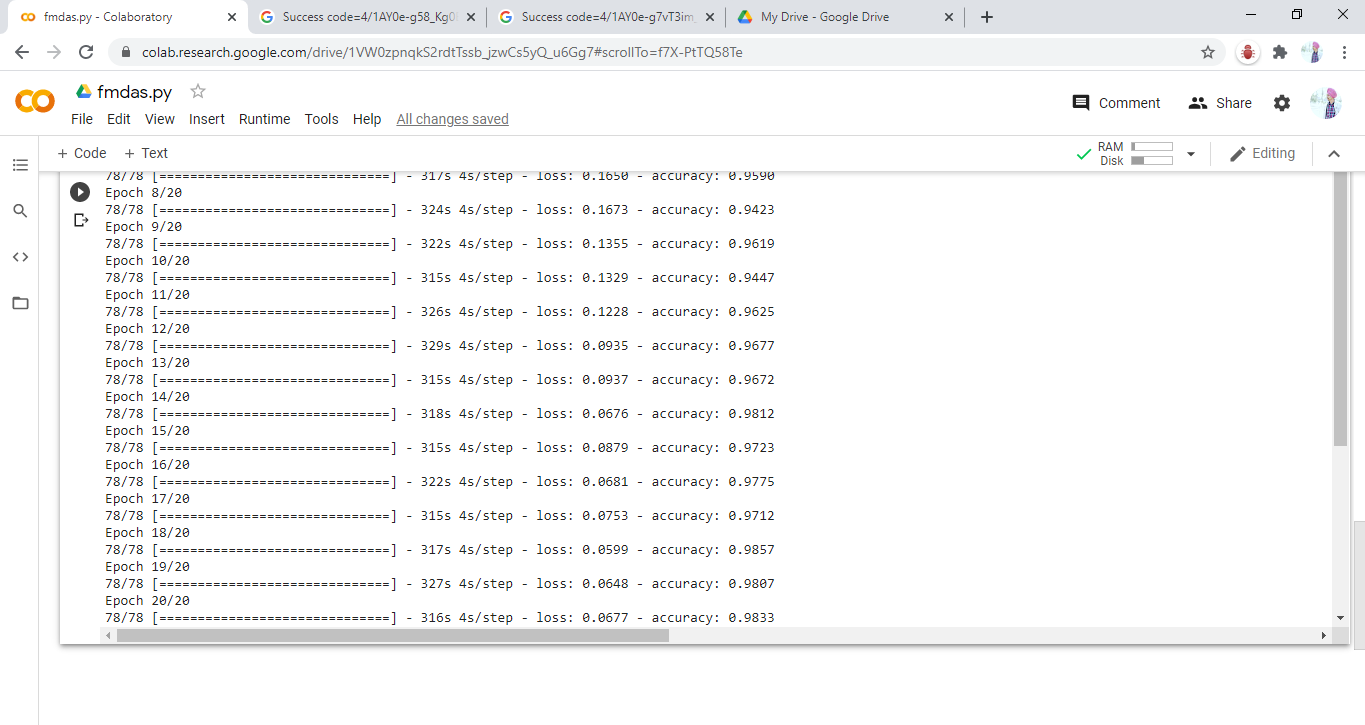 fmdas.py - Colaboratory
Success code=4/1AY0e-g58_Kg0
Success code=4/1AY0e-g7vT3im
My Drive - Google Drive
colab.research.google.com/drive/1VW0zpnqkS2rdtTssb_jzwCs5yQ_u6Gg7#scrollTo=f7X-PtTQ58Te
fmdas.py
Comment
Share
File Edit View Insert Runtime Tools Help All changes saved
+ Code + Text
RAM
Disk
Editing
78/78 [==============================] - 317s 4s/step - loss: 0.1650 - accuracy: 0.9590
Epoch 8/20
78/78 [==============================] - 324s 4s/step - loss: 0.1673 - accuracy: 0.9423
Epoch 9/20
78/78 [==============================] - 322s 4s/step - loss: 0.1355 - accuracy: 0.9619
Epoch 10/20
78/78 [==============================] - 315s 4s/step - loss: 0.1329 - accuracy: 0.9447
Epoch 11/20
78/78 [==============================] - 326s 4s/step - loss: 0.1228 - accuracy: 0.9625
Epoch 12/20
78/78 [==============================] - 329s 4s/step - loss: 0.0935 - accuracy: 0.9677
Epoch 13/20
78/78 [==============================] - 315s 4s/step - loss: 0.0937 - accuracy: 0.9672
Epoch 14/20
78/78 [==============================] - 318s 4s/step - loss: 0.0676 - accuracy: 0.9812
Epoch 15/20
78/78 [==============================] - 315s 4s/step - loss: 0.0879 - accuracy: 0.9723
Epoch 16/20
78/78 [==============================] - 322s 4s/step - loss: 0.0681 - accuracy: 0.9775
Epoch 17/20
78/78 [==============================] - 315s 4s/step - loss: 0.0753 - accuracy: 0.9712
Epoch 18/20
78/78 [==============================] - 317s 4s/step - loss: 0.0599 - accuracy: 0.9857
Epoch 19/20
78/78 [==============================] - 327s 4s/step - loss: 0.0648 - accuracy: 0.9807
Epoch 20/20
78/78 [==============================] - 316s 4s/step - loss: 0.0677 - accuracy: 0.9833